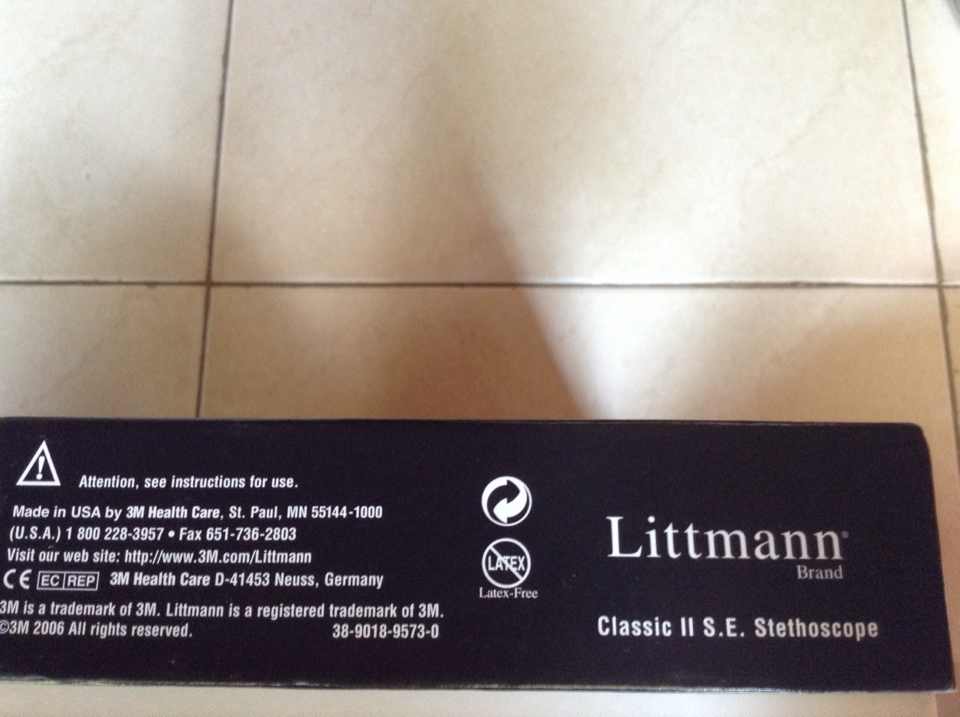 Attention, see instructions for use.
Made in USA by 3M Health Care, St. Paul, MN 55144-1000
(U.S.A.) 1 800 228-3957 • Fax 651-736-2803
Visit our web site: http://www.3M.com/Littmann
CE EC REP 3M Health Care D-41453 Neuss, Germany
3M is a trademark of 3M. Littmann is a registered trademark of 3M.
©3M 2006 All rights reserved. 38-9018-9573-0
LATEX
Latex-Free
Littmann®
Brand
Classic II S.E. Stethoscope